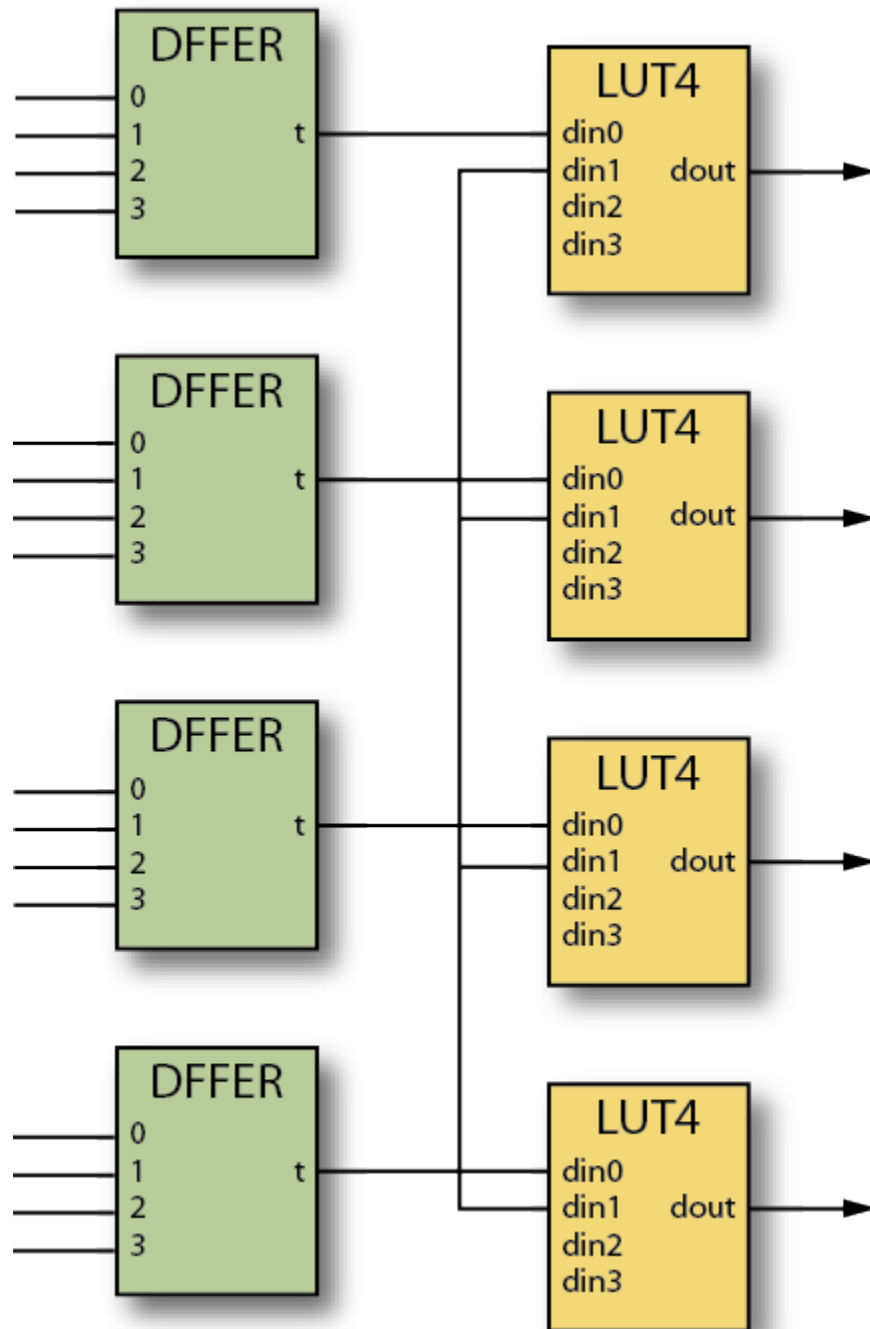 DFFER
0
1
2
3
t
LUT4
din0
din1
din2
din3
dout
DFFER
0
1
2
3
t
LUT4
din0
din1
din2
din3
dout
DFFER
0
1
2
3
t
LUT4
din0
din1
din2
din3
dout
DFFER
0
1
2
3
t
LUT4
din0
din1
din2
din3
dout